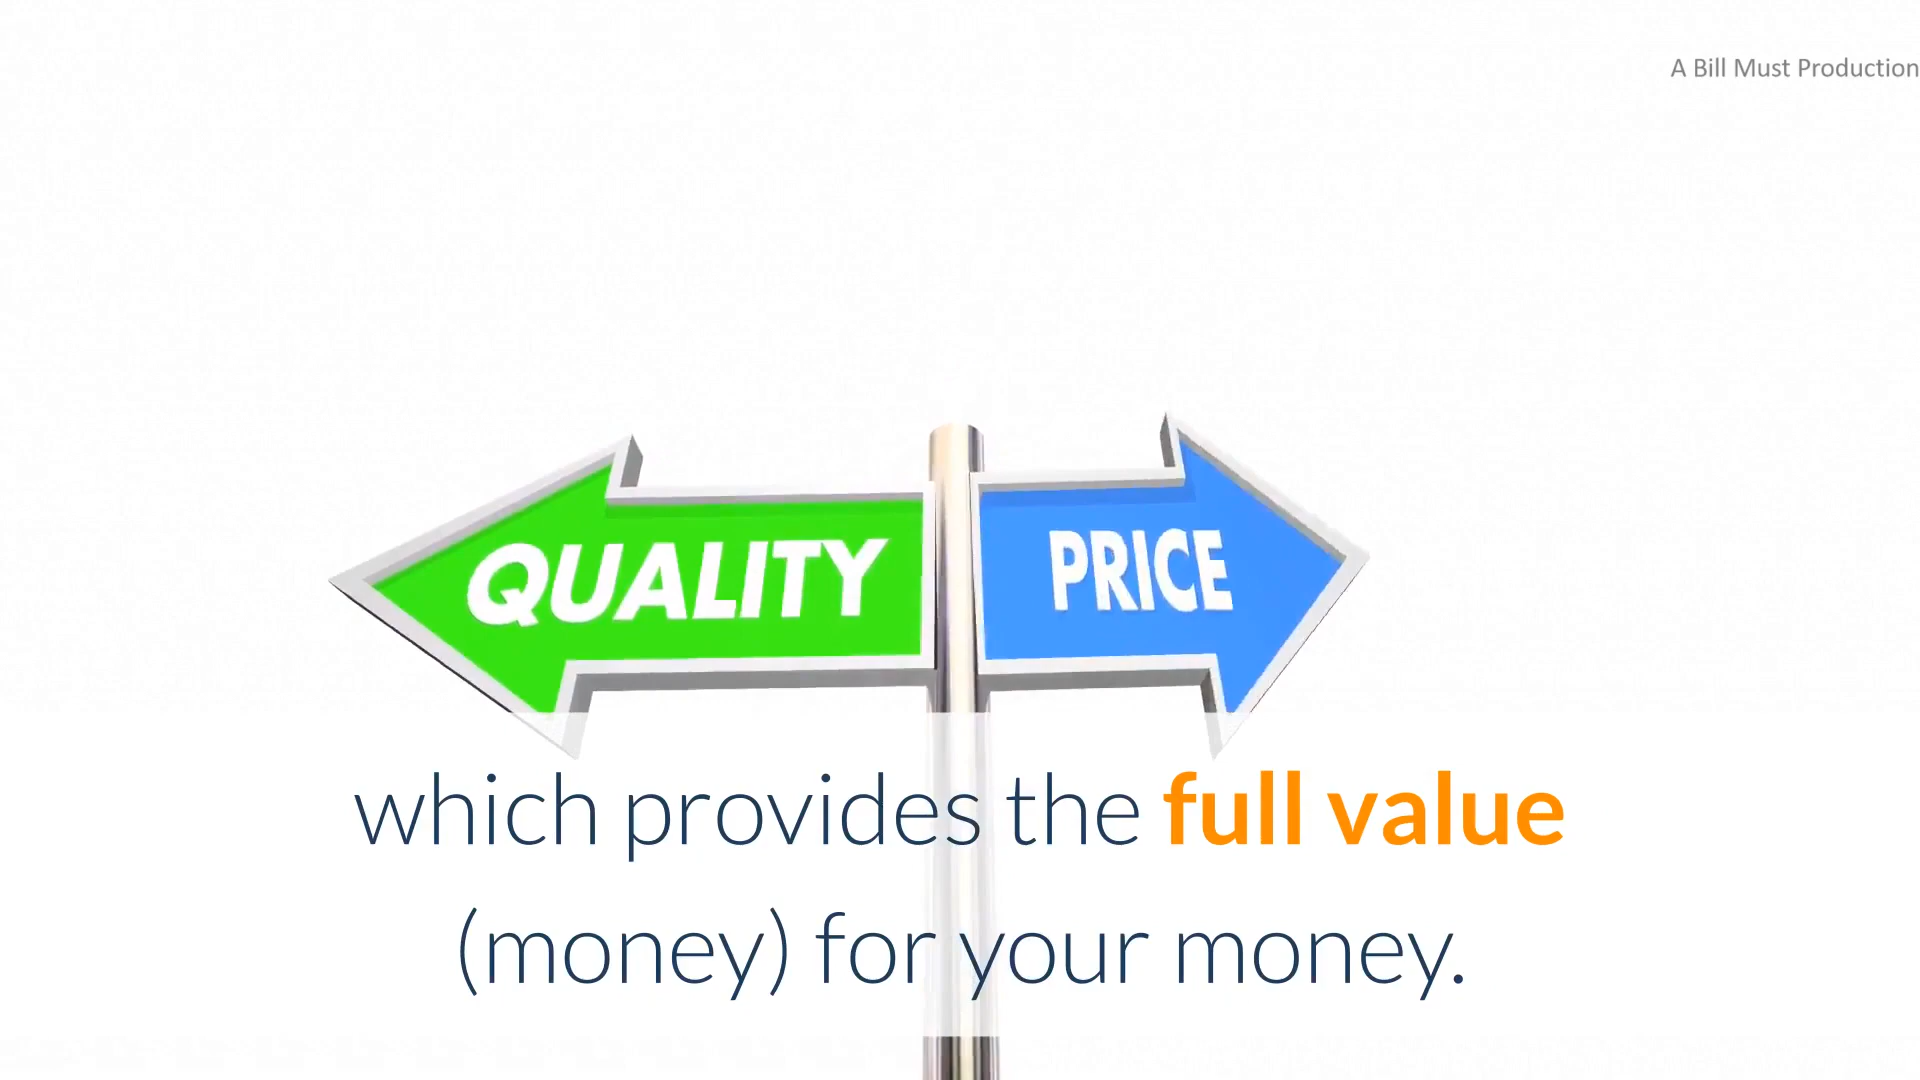 A Bill Must Production
QUALITY
PRICE
which provides the full value
(money) for your money.